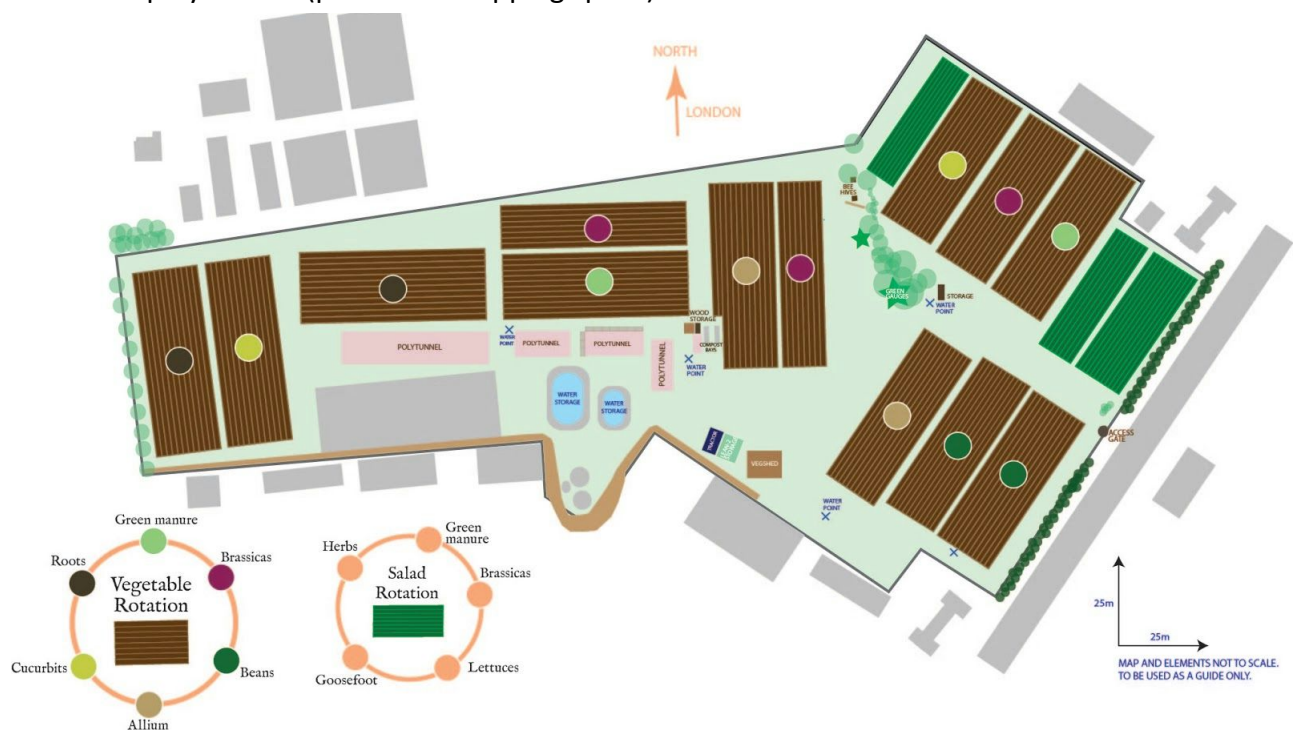 NORTH
LONDON
BEE
HIVES
GREEN
GAUGES
STORAGE
WATER
POINT
WOOD
STORAGE
COMPOST
BAYS
WATER
POINT
POLYTUNNEL
POLYTUNNEL
POLYTUNNEL
POLYTUNNEL
WATER
POINT
WATER
STORAGE
WATER
STORAGE
TRACTOR
VEGSHED
ACCESS
GATE
WATER
POINT
Green manure
Roots
Brassicas
Vegetable
Rotation
Cucurbits
Beans
Allium
Green
manure
Herbs
Salad
Rotation
Brassicas
Goosefoot
Lettuces
25m
25m
MAP AND ELEMENTS NOT TO SCALE.
TO BE USED AS A GUIDE ONLY.